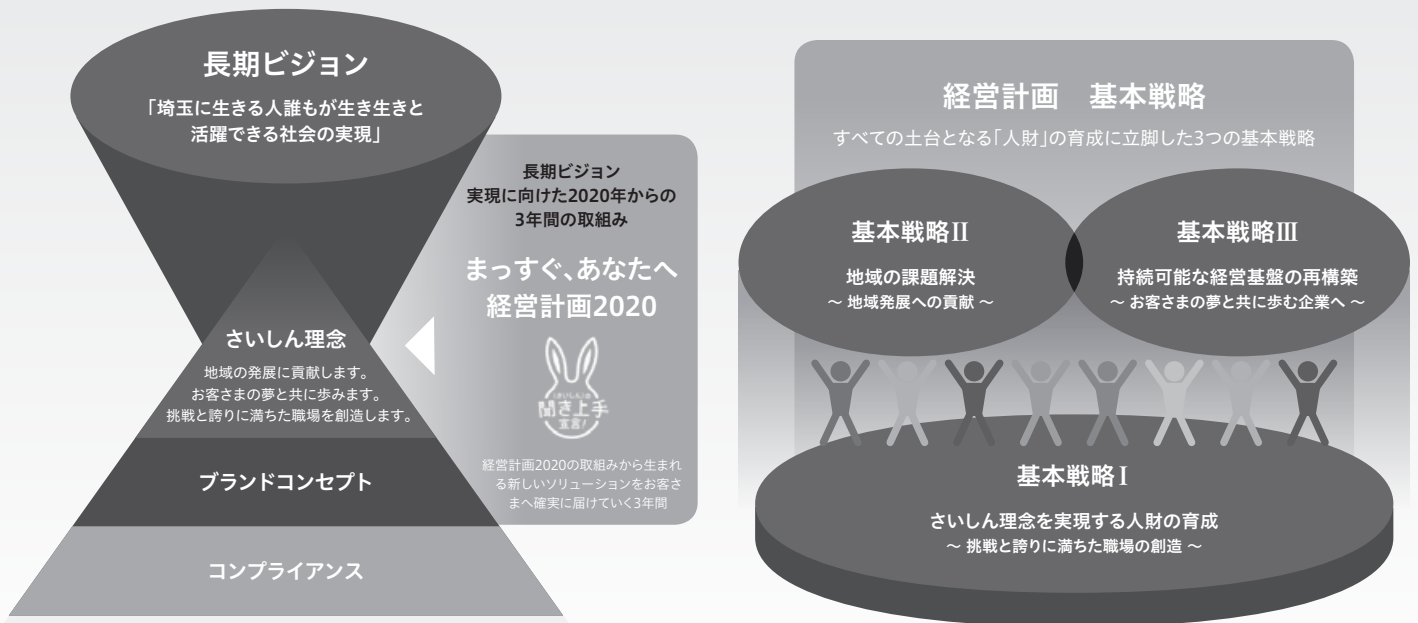 長期ビジョン
「埼玉に生きる人誰もが生き生きと
活躍できる社会の実現」
さいしん理念
地域の発展に貢献します。
お客さまの夢と共に歩みます。
挑戦と誇りに満ちた職場を創造します。
ブランドコンセプト
コンプライアンス
長期ビジョン
実現に向けた2020年からの
3年間の取組み
まっすぐ、あなたへ
経営計画2020
〈さいしん〉の
聞き上手
宣言!
経営計画2020の取組みから生まれ
る新しいソリューションをお客さ
まへ確実に届けていく3年間
経営計画　基本戦略
すべての土台となる「人財」の育成に立脚した3つの基本戦略
基本戦略Ⅱ
地域の課題解決
～ 地域発展への貢献 ～
基本戦略Ⅲ
持続可能な経営基盤の再構築
～ お客さまの夢と共に歩む企業へ ～
基本戦略Ⅰ
さいしん理念を実現する人財の育成
～ 挑戦と誇りに満ちた職場の創造 ～